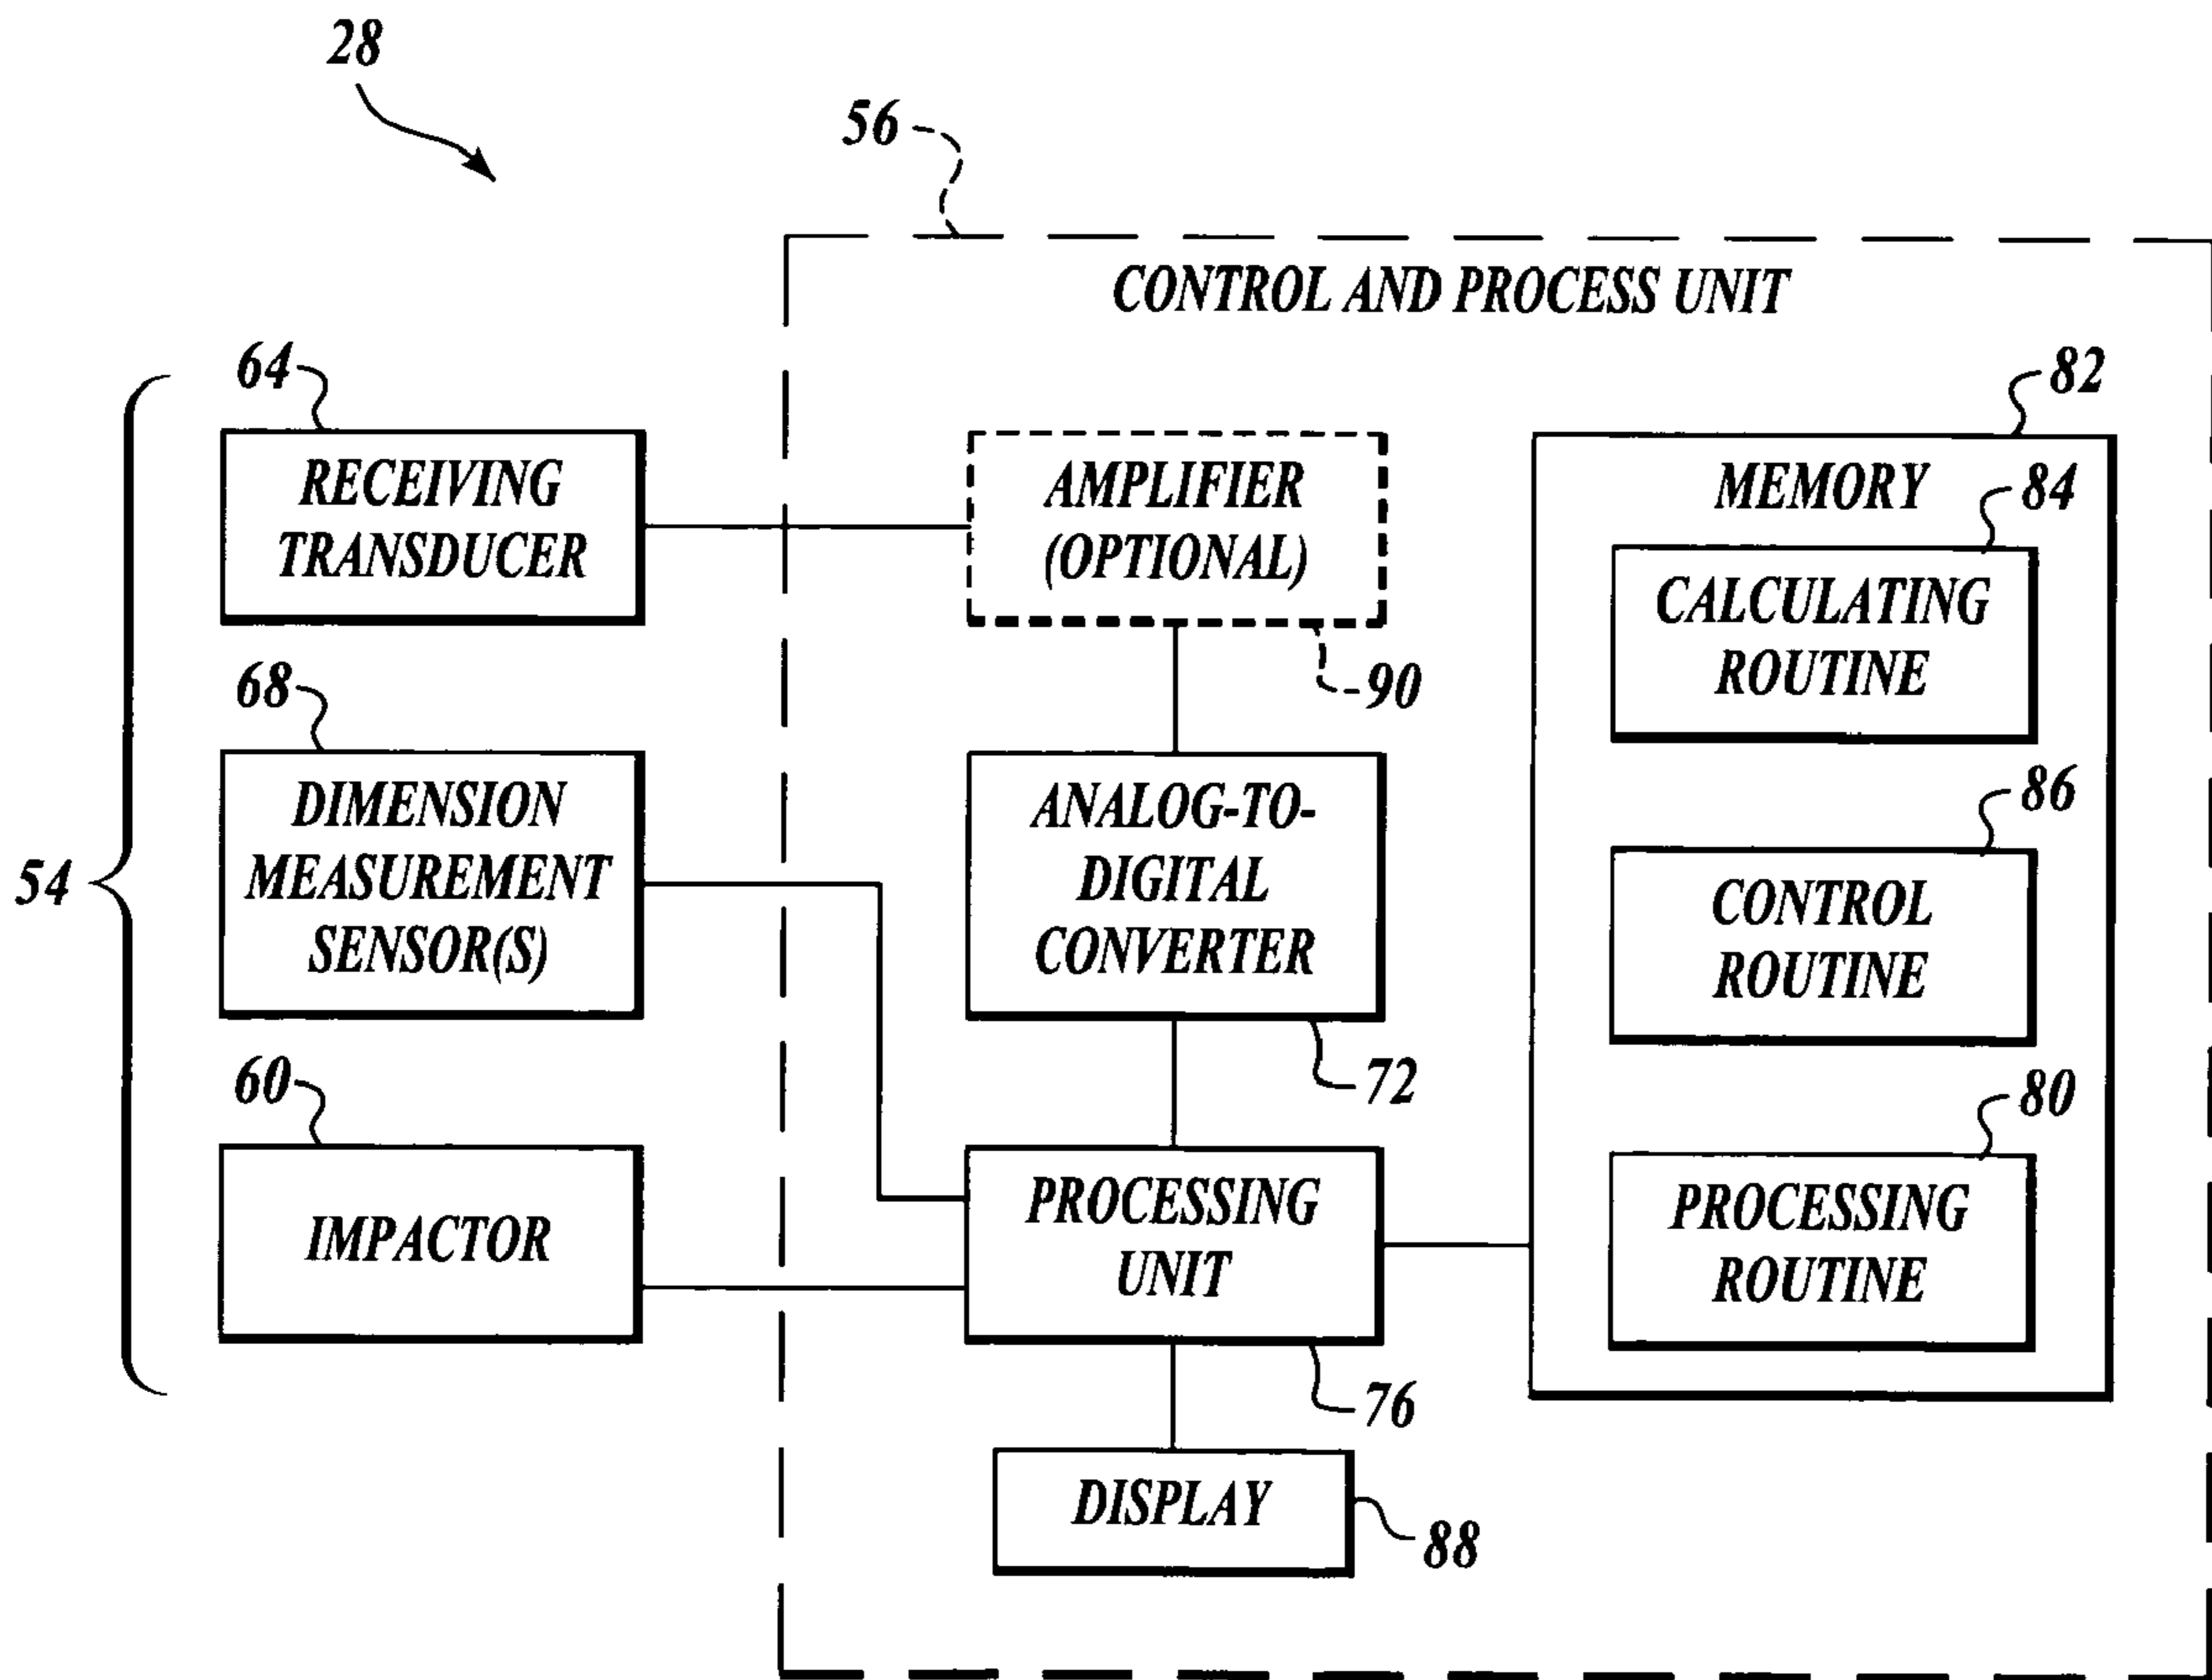 28
56
CONTROL AND PROCESS UNIT
64
RECEIVING
TRANSDUCER
AMPLIFIER
(OPTIONAL)
90
82
MEMORY
84
CALCULATING
ROUTINE
54
68
DIMENSION
MEASUREMENT
SENSOR(S)
ANALOG-TO-
DIGITAL
CONVERTER
72
86
CONTROL
ROUTINE
60
IMPACTOR
PROCESSING
UNIT
76
80
PROCESSING
ROUTINE
DISPLAY
88